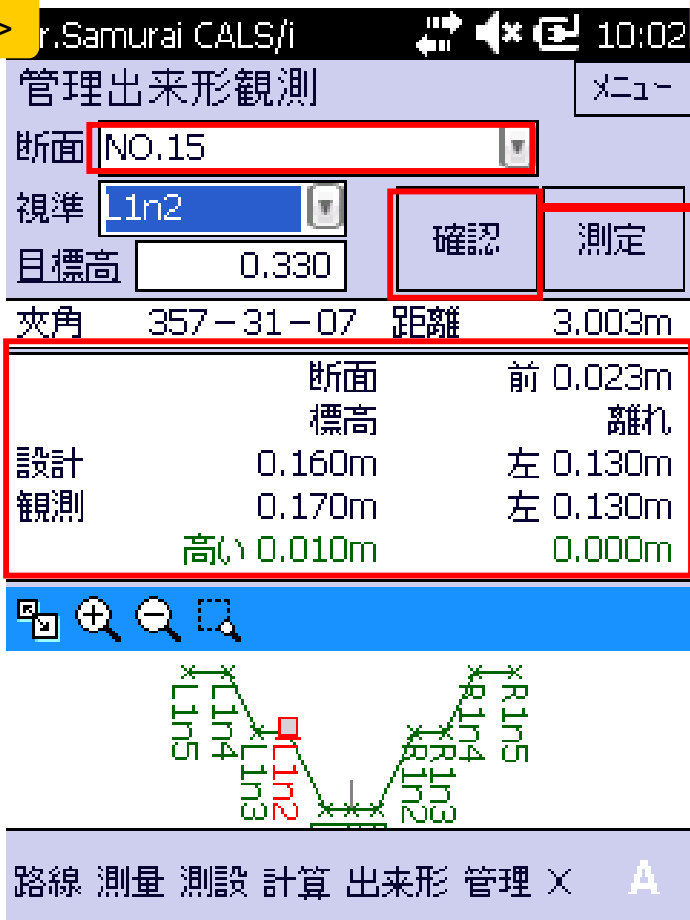 >
r.Samurai CALS/i 10:02
管理出来形観測 メニュー
断面 NO.15
視準 L1n2
確認 測定
目標高 0.330
夾角 357-31-07 距離 3.003m
断面 前 0.023m
標高 離れ
設計 0.160m 左 0.130m
観測 0.170m 左 0.130m
高い 0.010m 0.000m
L1n5 L1n4 L1n3 L1n2 R1n2 R1n3 R1n4 R1n5
路線 測量 測設 計算 出来形 管理 X A